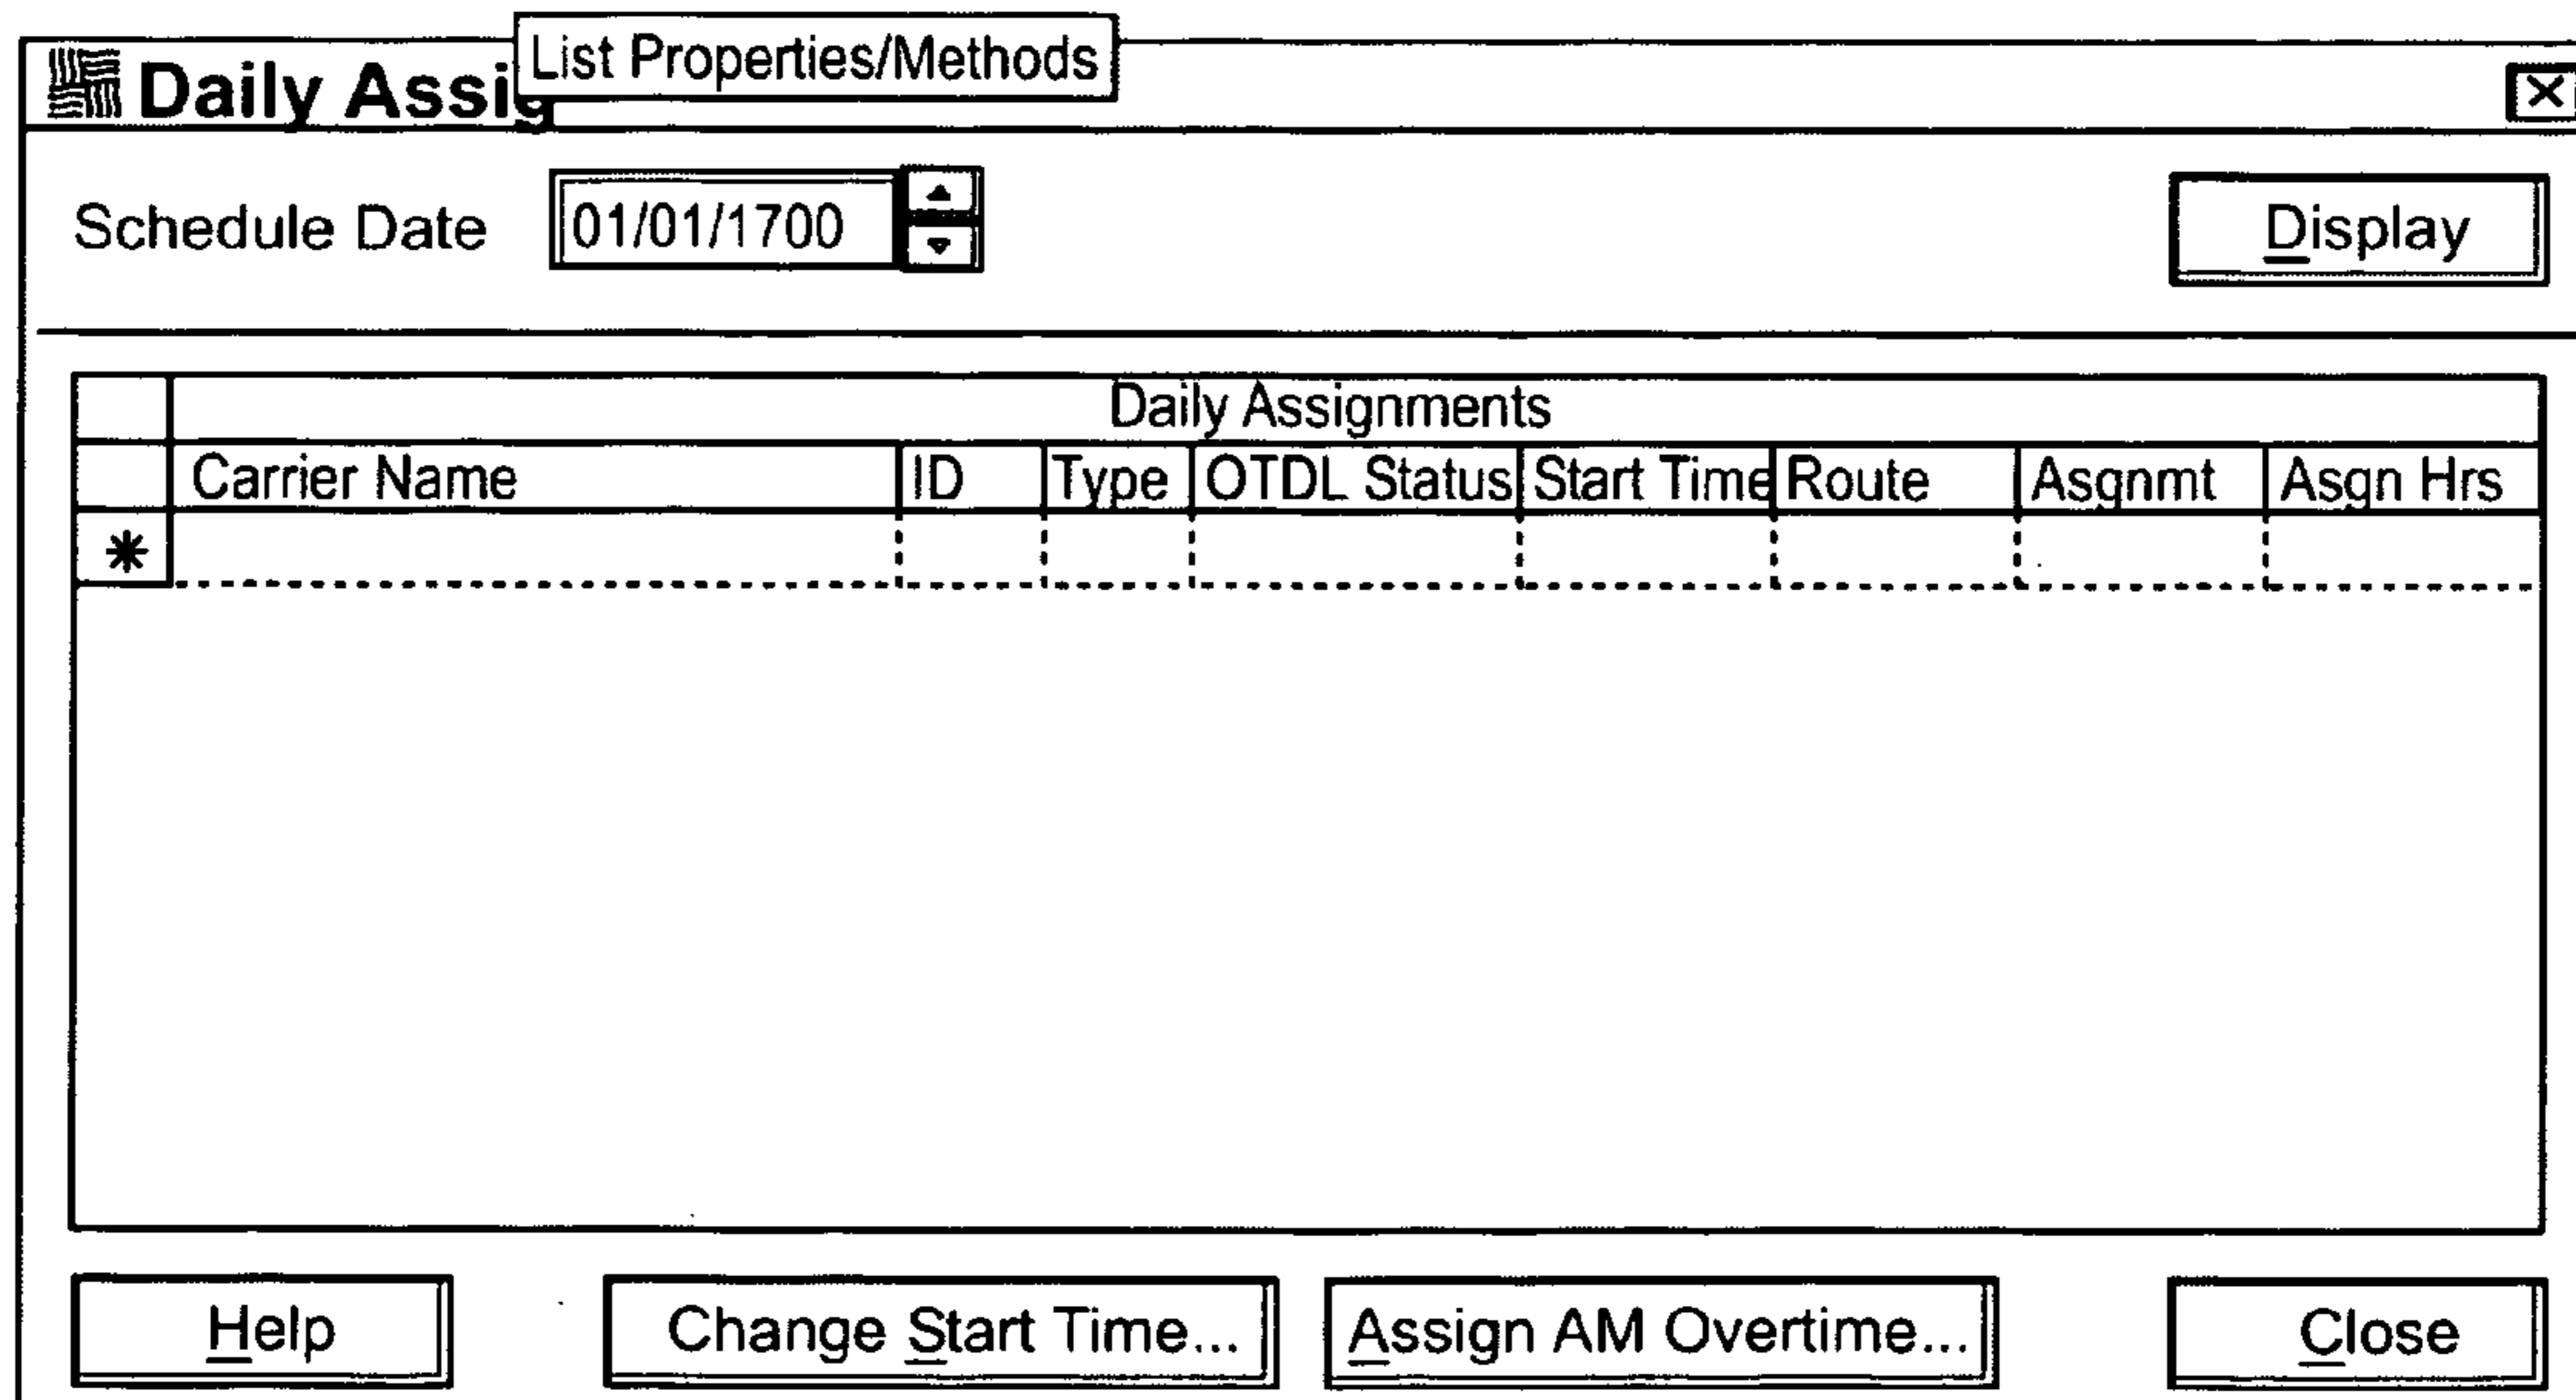 List Properties/Methods
Daily Assig
Schedule Date 01/01/1700 Display
Daily Assignments
Carrier Name ID Type OTDL Status Start Time Route Asgnmt Asgn Hrs
*
Help Change Start Time... Assign AM Overtime... Close